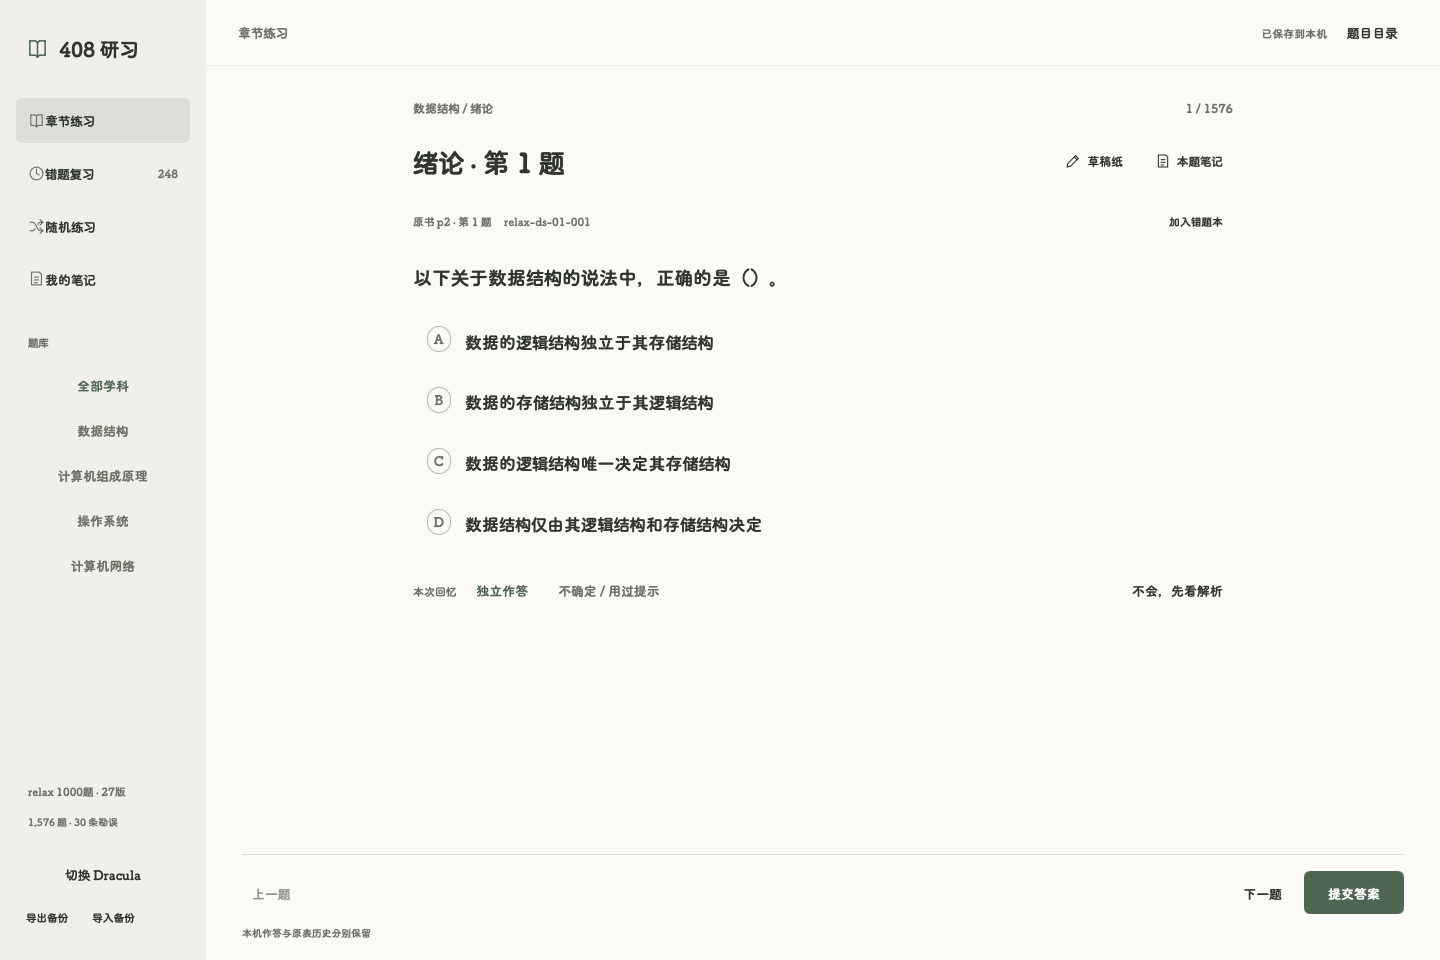 408 研习
章节练习
错题复习 248
随机练习
我的笔记
题库
全部学科
数据结构
计算机组成原理
操作系统
计算机网络
relax 1000题 · 27版
1,576 题 · 30 条勘误
切换 Dracula
导出备份 导入备份
章节练习
已保存到本机 题目目录
数据结构 / 绪论
1 / 1576
绪论 · 第 1 题
草稿纸 本题笔记
原书 p2 · 第 1 题 relax-ds-01-001
加入错题本
以下关于数据结构的说法中，正确的是（）。
A 数据的逻辑结构独立于其存储结构
B 数据的存储结构独立于其逻辑结构
C 数据的逻辑结构唯一决定其存储结构
D 数据结构仅由其逻辑结构和存储结构决定
本次回忆 独立作答 不确定 / 用过提示
不会，先看解析
上一题
下一题 提交答案
本机作答与原表历史分别保留